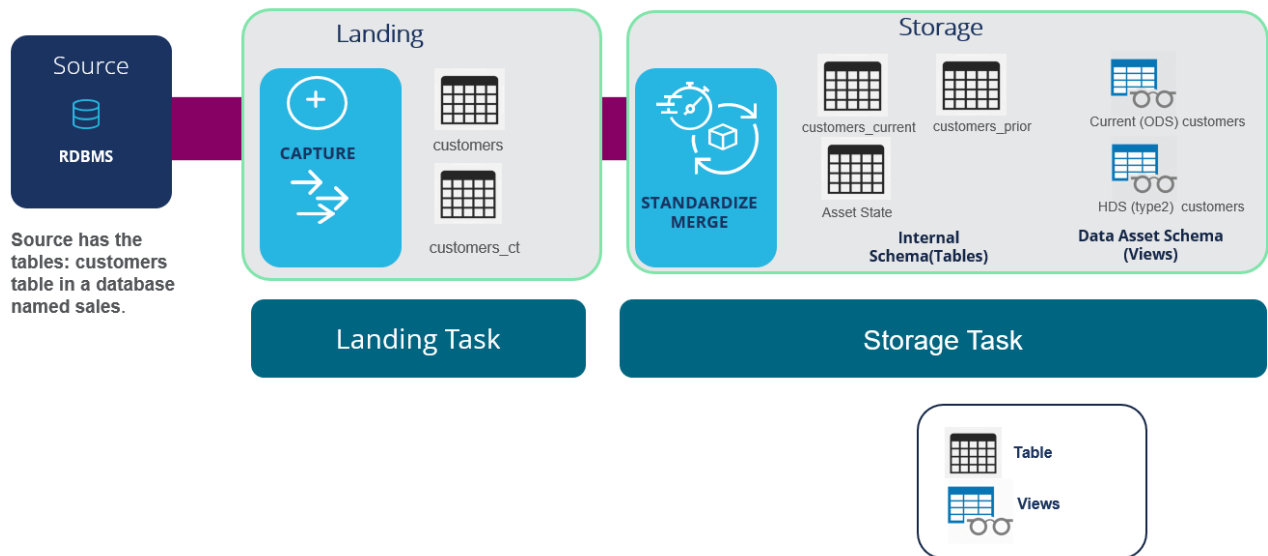 Source
RDBMS
Source has the
tables: customers
table in a database
named sales.
Landing
CAPTURE
customers
customers_ct
Landing Task
Storage
STANDARDIZE
MERGE
customers_current
customers_prior
Asset State
Internal
Schema(Tables)
Current (ODS) customers
HDS (type2) customers
Data Asset Schema
(Views)
Storage Task
Table
Views